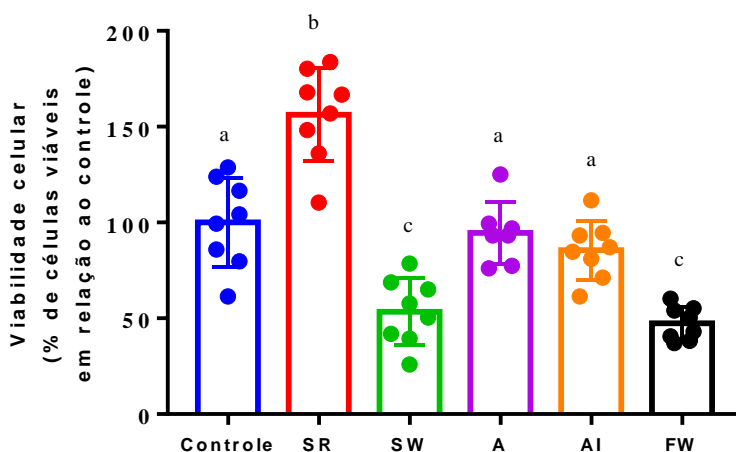 Viabilidade celular
(% de células viáveis
em relação ao controle)
200
150
100
50
0
a
b
c
a
a
c
Controle
SR
SW
A
AI
FW